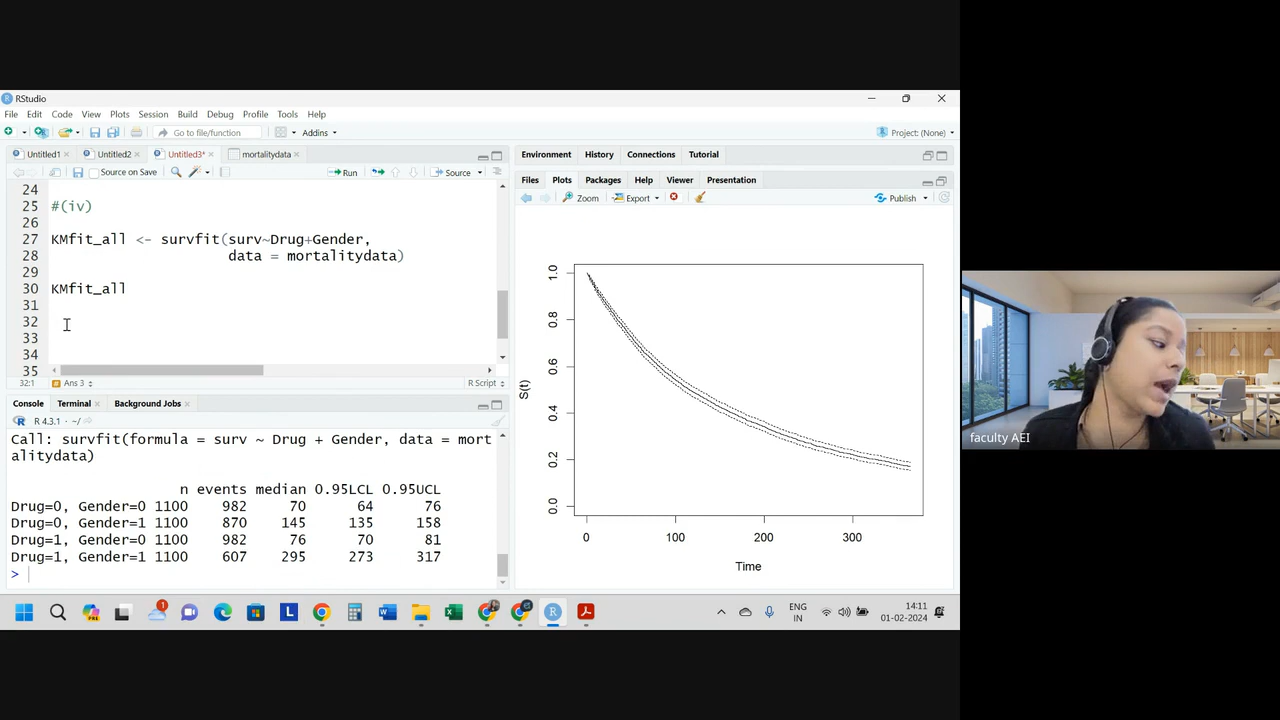 RStudio
File Edit Code View Plots Session Build Debug Profile Tools Help
Go to file/function Addins Project: (None)
Untitled1 Untitled2 Untitled3* mortalitydata
Source on Save Run Source
24
25 #(iv)
26
27 KMfit_all <- survfit(surv~Drug+Gender,
28 data = mortalitydata)
29
30 KMfit_all
31
32
33
34
35
32:1 Ans 3 R Script
Console Terminal Background Jobs
R 4.3.1 · ~/
Call: survfit(formula = surv ~ Drug + Gender, data = mort
alitydata)
n events median 0.95LCL 0.95UCL
Drug=0, Gender=0 1100 982 70 64 76
Drug=0, Gender=1 1100 870 145 135 158
Drug=1, Gender=0 1100 982 76 70 81
Drug=1, Gender=1 1100 607 295 273 317
>
Environment History Connections Tutorial
Files Plots Packages Help Viewer Presentation
Zoom Export Publish
S(t)
1.0
0.8
0.6
0.4
0.2
0.0
0 100 200 300
Time
faculty AEI
1
PRE
L
ENG
IN
14:11
01-02-2024